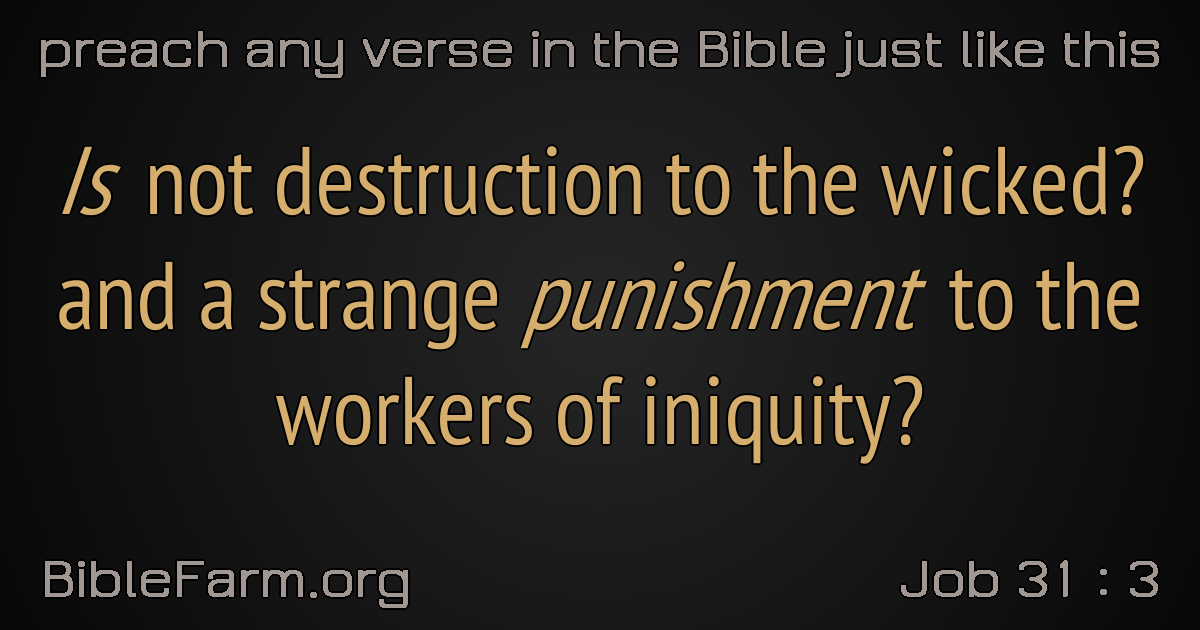 preach any verse in the Bible just like this
Is not destruction to the wicked?
and a strange punishment to the
workers of iniquity?
BibleFarm.org
Job 31 : 3